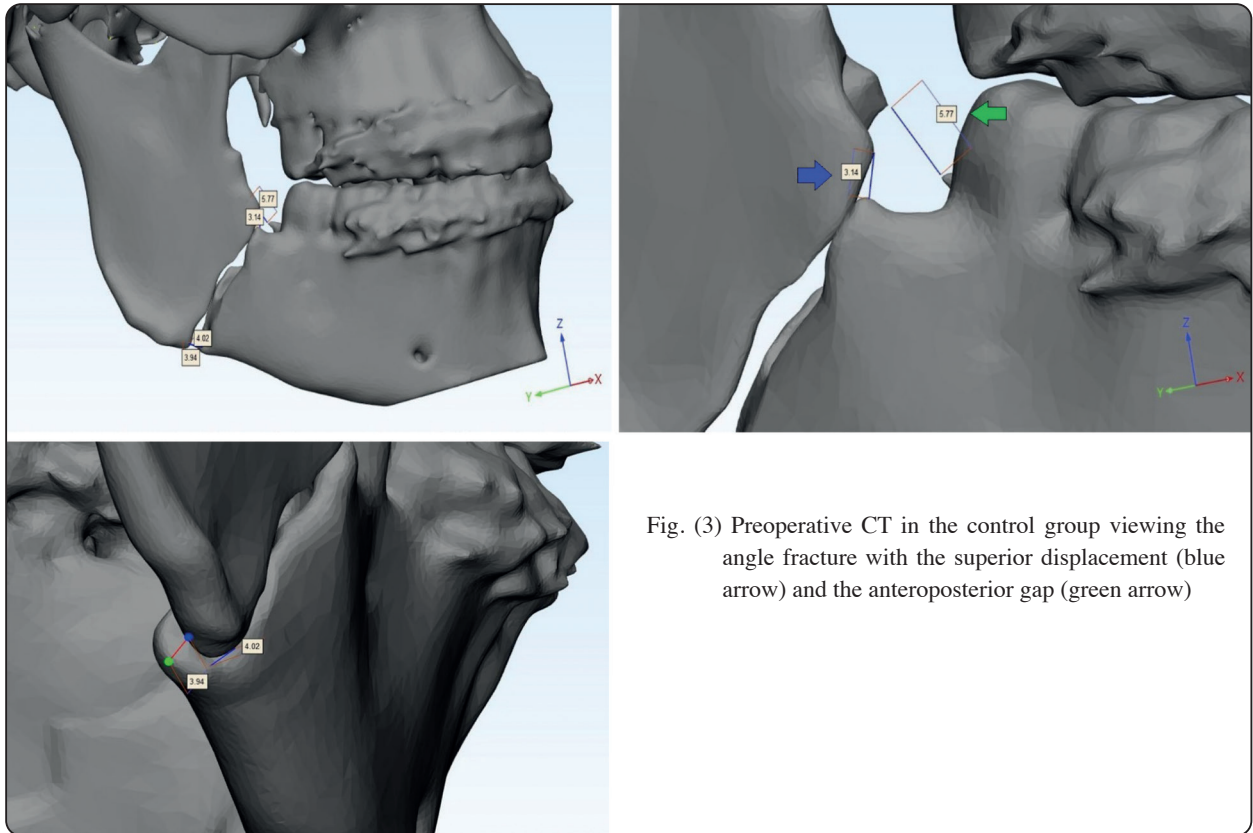 5.77
3.14
4.02
3.94
Z
X
Y
5.77
3.14
Z
X
Y
4.02
3.94
Fig. (3) Preoperative CT in the control group viewing the
angle fracture with the superior displacement (blue
arrow) and the anteroposterior gap (green arrow)